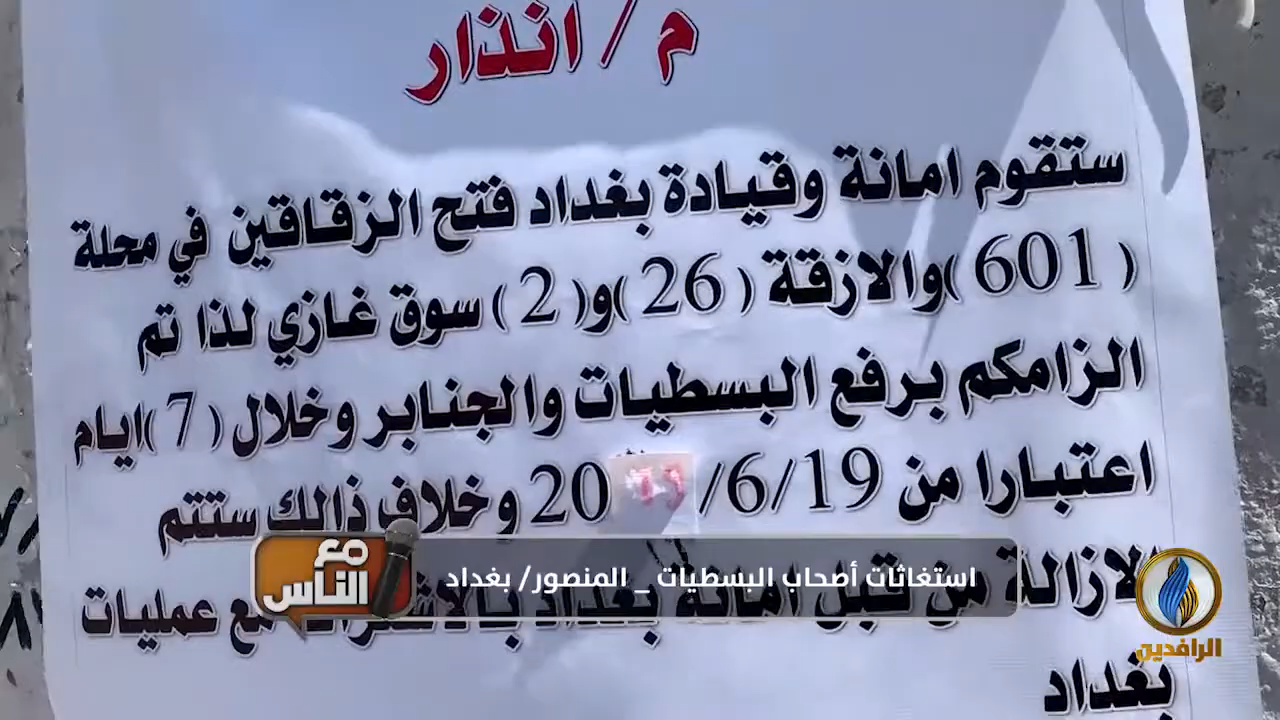 م / انذار
ستقوم امانة وقيادة بغداد فتح الزقاقين في محلة
(601) والازقة (26) و(2) سوق غازي لذا تم
الزامكم برفع البسطيات والجنابر وخلال (7) ايام
اعتبارا من 6/19/ 20 وخلاف ذالك ستتم
الازالة من قبل امانة بغداد بالاشتراك مع عمليات
بغداد
مع
الناس
استغاثات أصحاب البسطيات _ المنصور/ بغداد
الرافدين